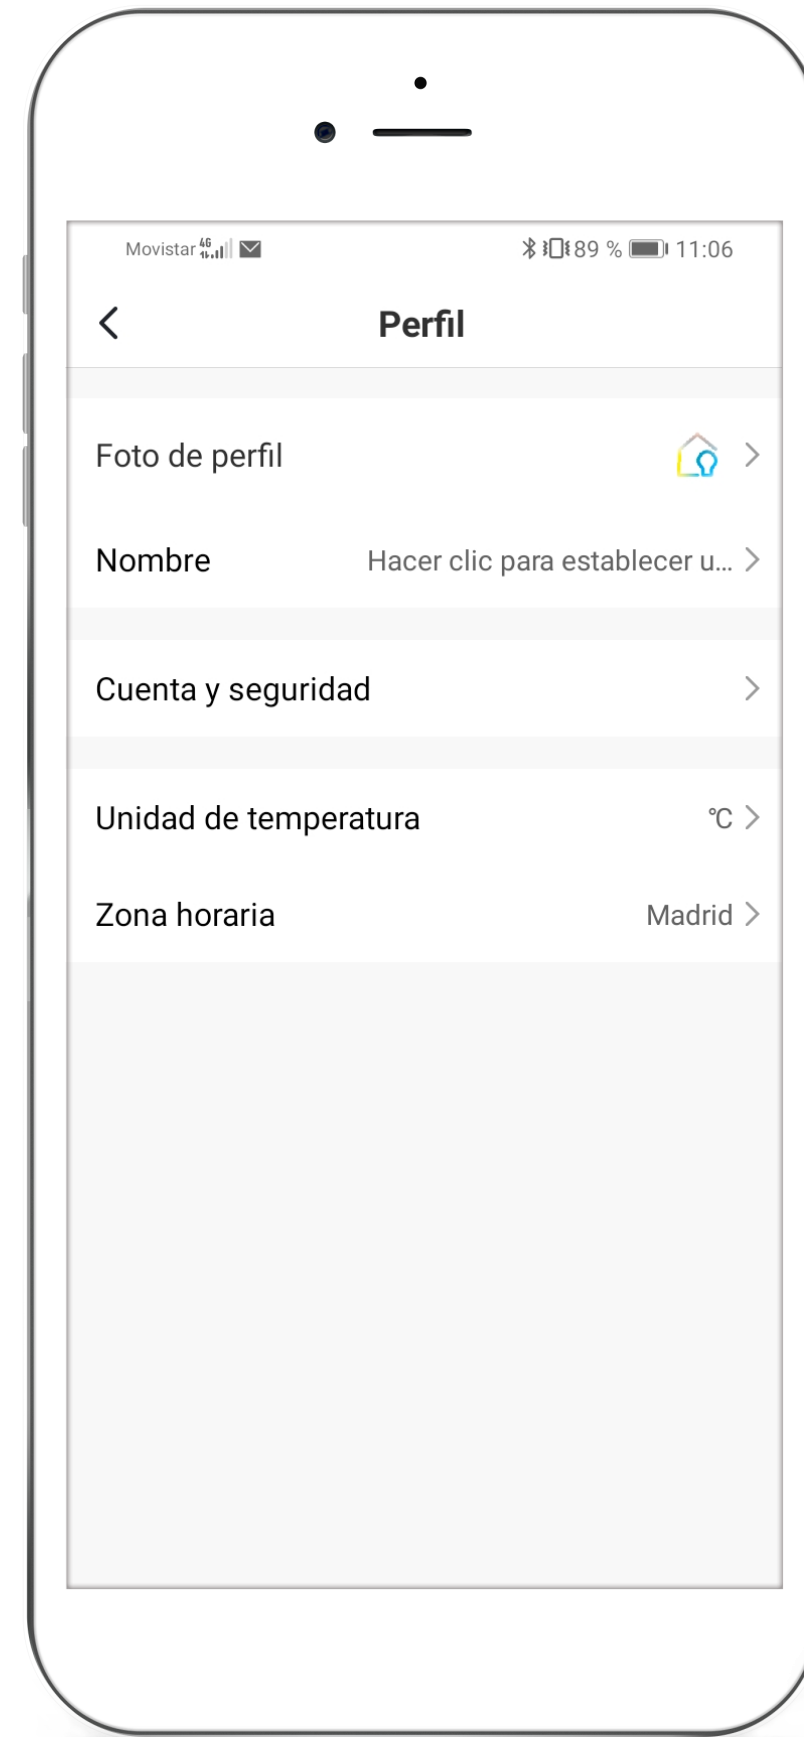 Movistar 4G 89 % 11:06
Perfil
Foto de perfil
Nombre Hacer clic para establecer u...
Cuenta y seguridad
Unidad de temperatura °C
Zona horaria Madrid